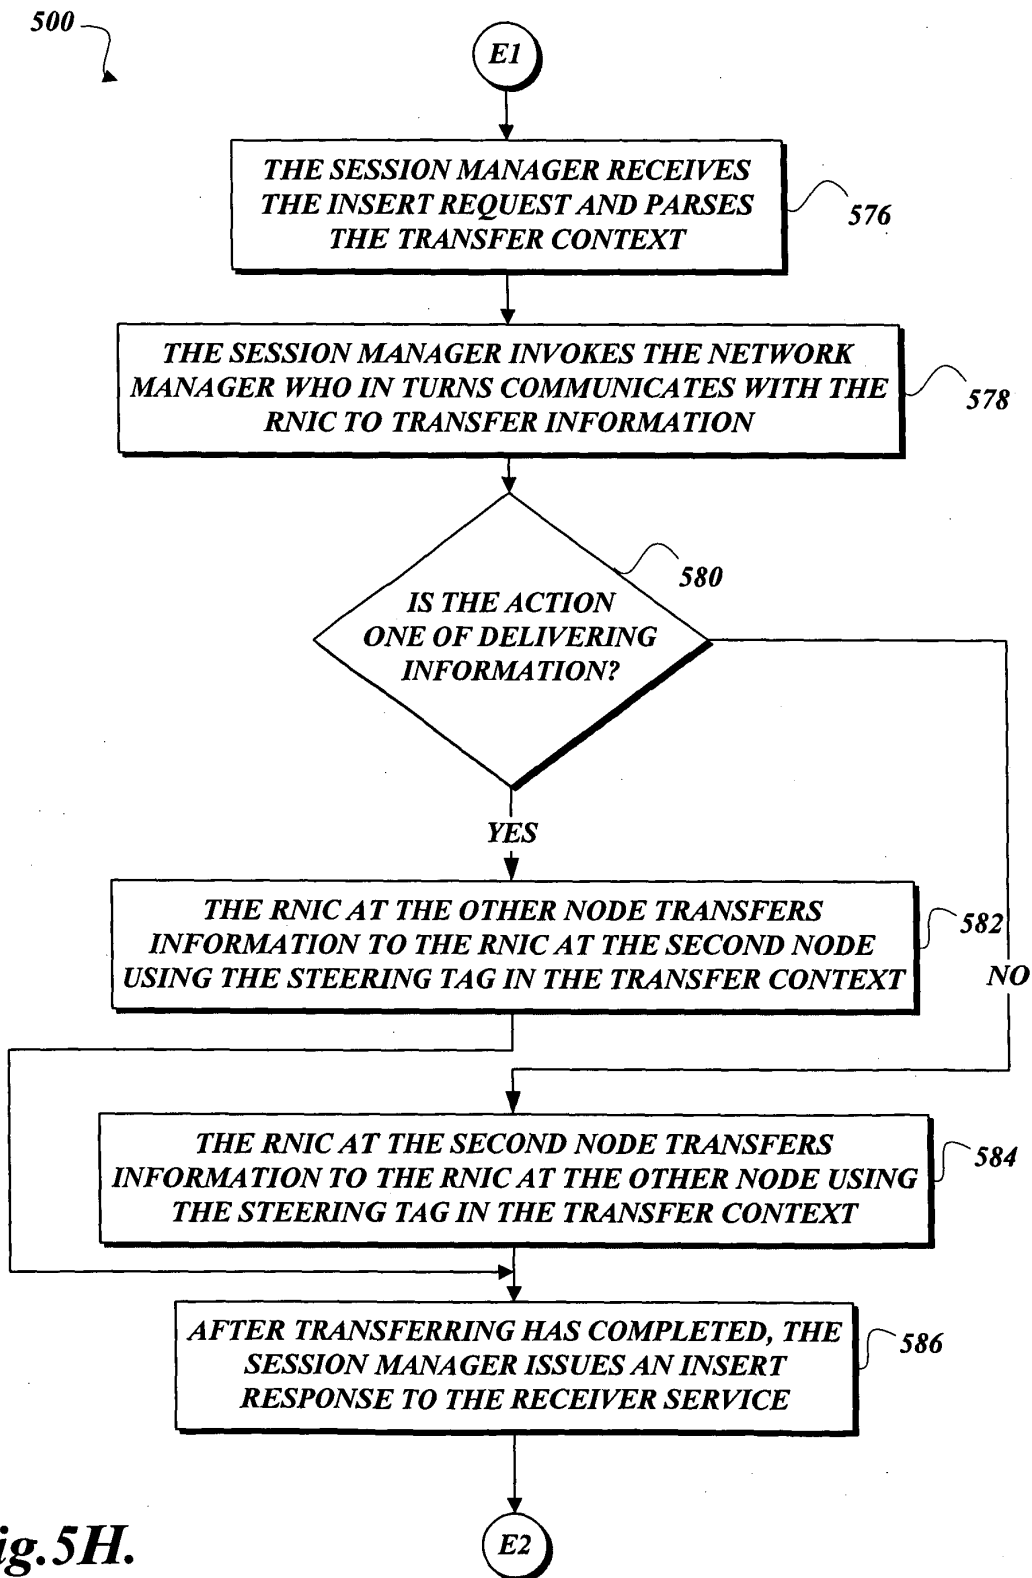 500
E1
THE SESSION MANAGER RECEIVES
THE INSERT REQUEST AND PARSES
THE TRANSFER CONTEXT
576
THE SESSION MANAGER INVOKES THE NETWORK
MANAGER WHO IN TURNS COMMUNICATES WITH THE
RNIC TO TRANSFER INFORMATION
578
580
IS THE ACTION
ONE OF DELIVERING
INFORMATION?
YES
THE RNIC AT THE OTHER NODE TRANSFERS
INFORMATION TO THE RNIC AT THE SECOND NODE
USING THE STEERING TAG IN THE TRANSFER CONTEXT
582
NO
THE RNIC AT THE SECOND NODE TRANSFERS
INFORMATION TO THE RNIC AT THE OTHER NODE USING
THE STEERING TAG IN THE TRANSFER CONTEXT
584
AFTER TRANSFERRING HAS COMPLETED, THE
SESSION MANAGER ISSUES AN INSERT
RESPONSE TO THE RECEIVER SERVICE
586
E2
ig.5H.